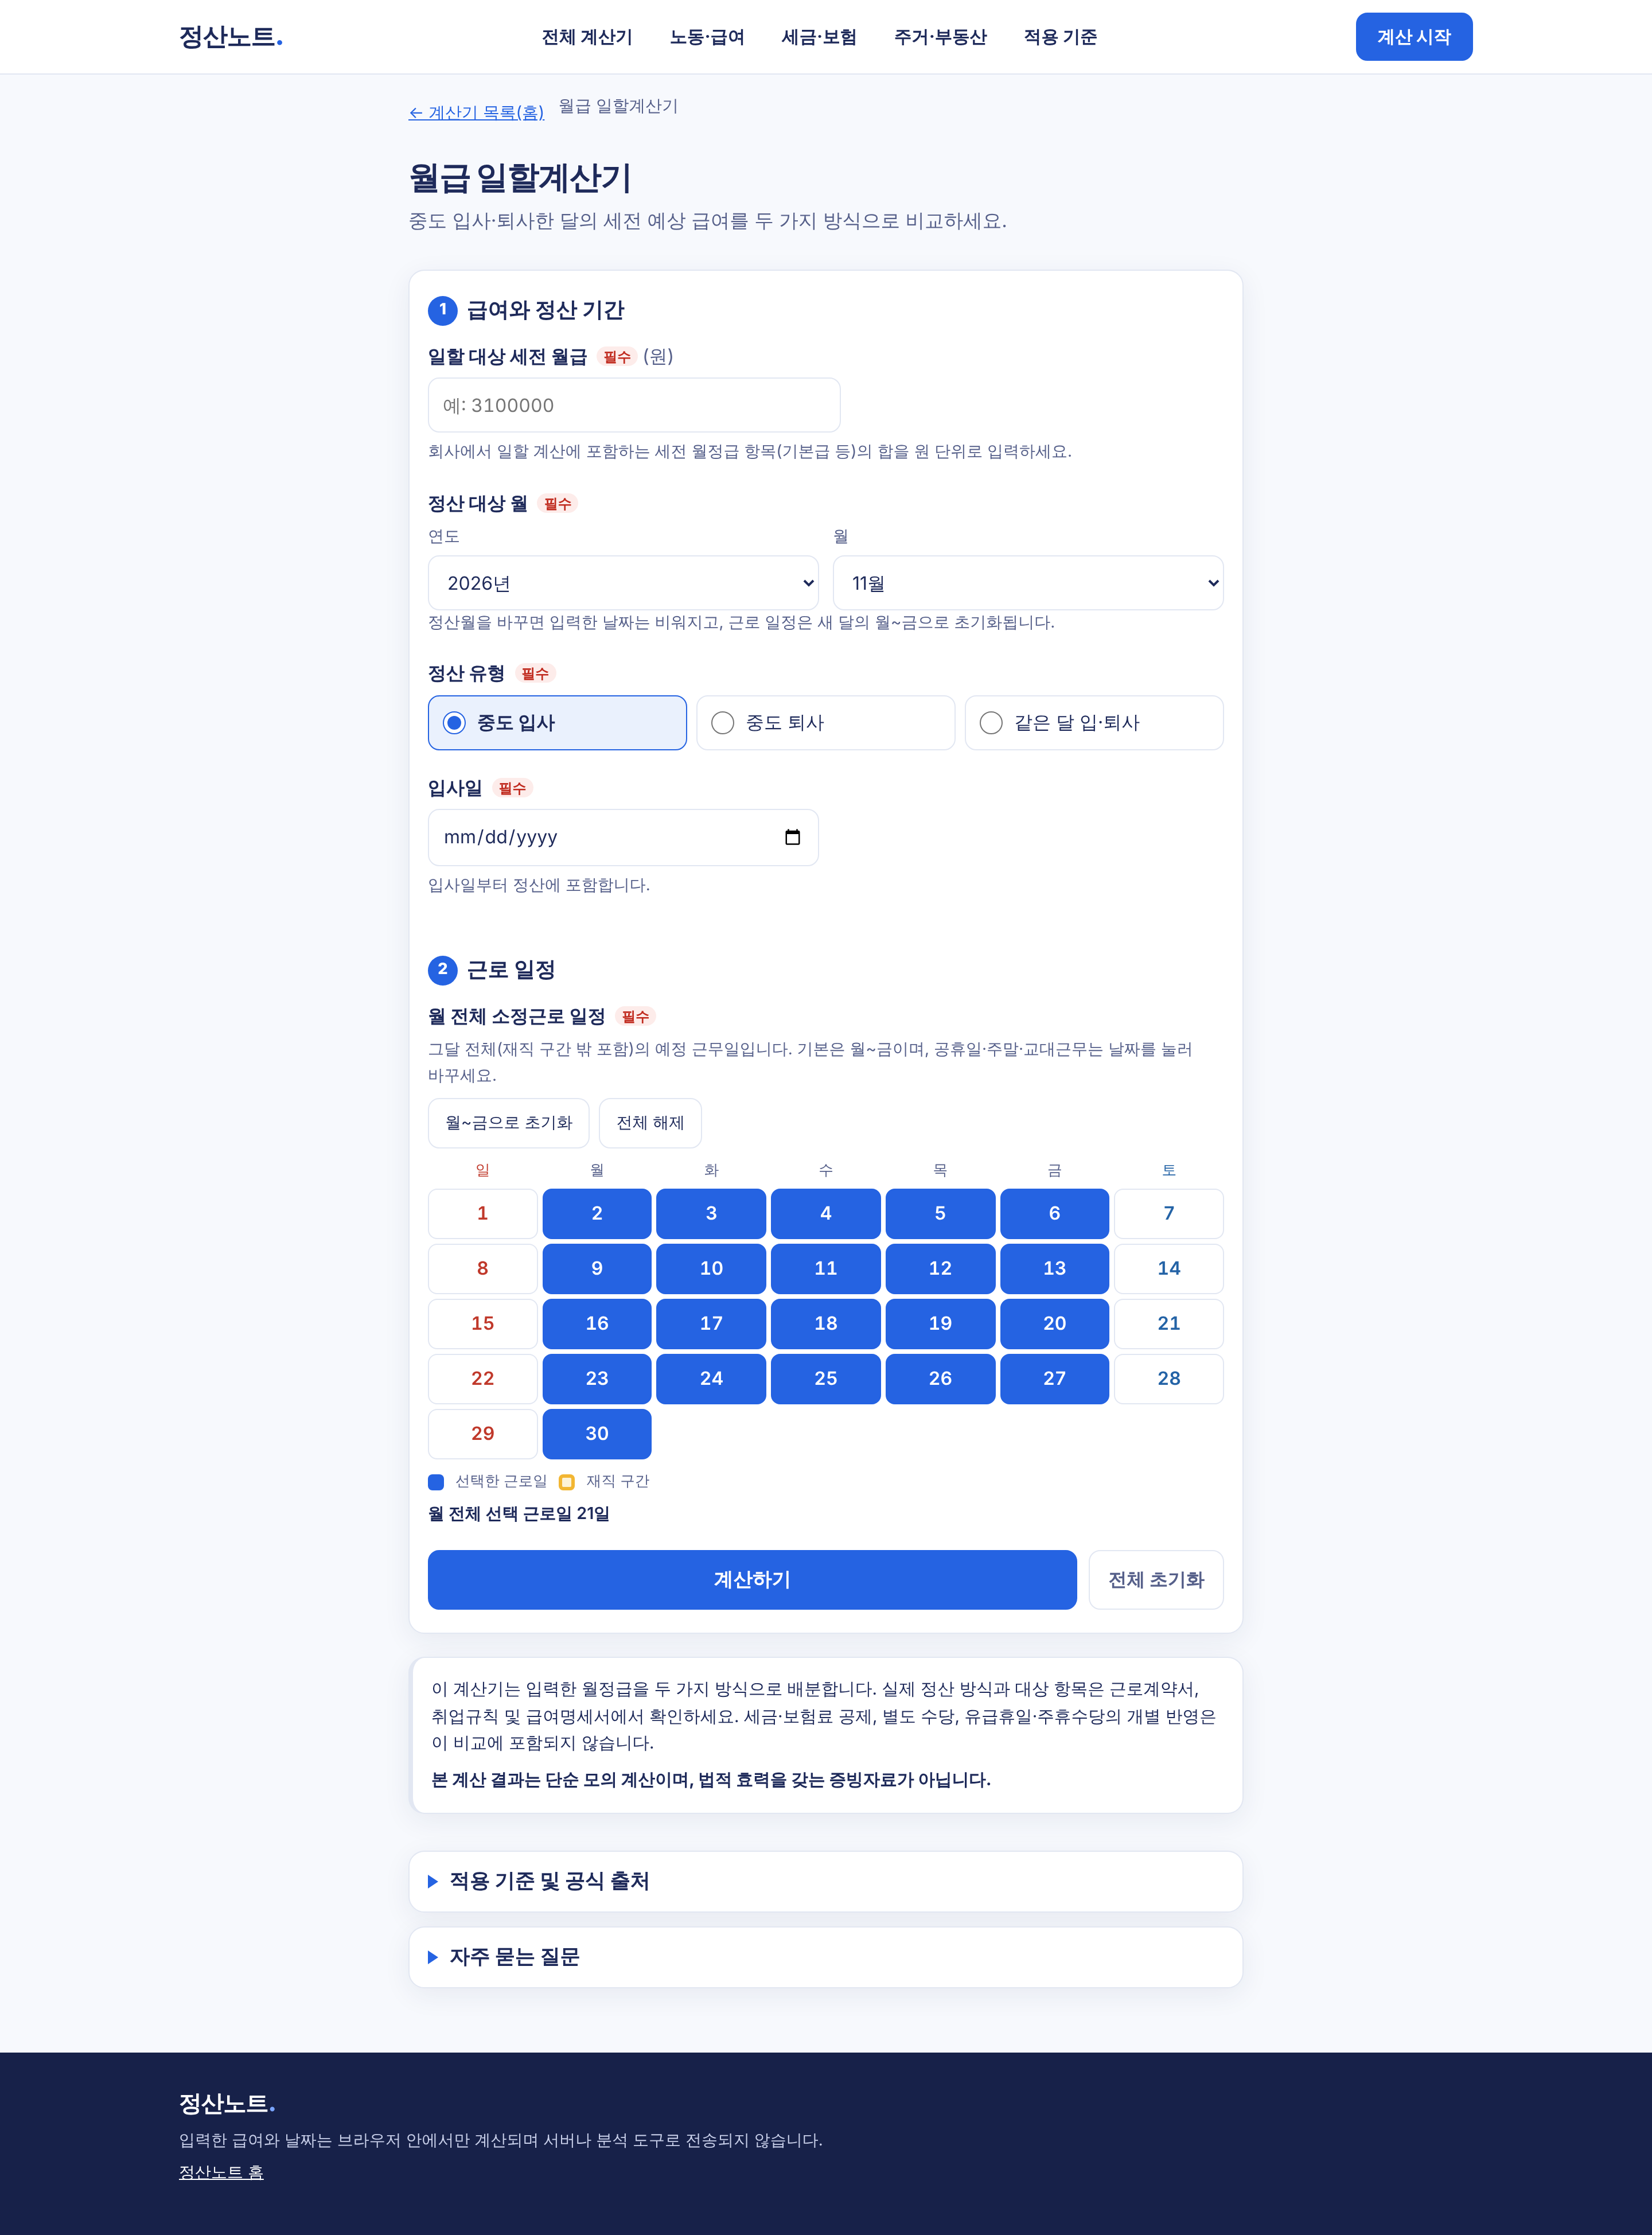 정산노트.
전체 계산기 노동·급여 세금·보험 주거·부동산 적용 기준
계산 시작
← 계산기 목록(홈) 월급 일할계산기
월급 일할계산기
중도 입사·퇴사한 달의 세전 예상 급여를 두 가지 방식으로 비교하세요.
1 급여와 정산 기간
일할 대상 세전 월급 필수 (원)
예: 3100000
회사에서 일할 계산에 포함하는 세전 월정급 항목(기본급 등)의 합을 원 단위로 입력하세요.
정산 대상 월 필수
연도 월
2026년 11월
정산월을 바꾸면 입력한 날짜는 비워지고, 근로 일정은 새 달의 월~금으로 초기화됩니다.
정산 유형 필수
중도 입사 중도 퇴사 같은 달 입·퇴사
입사일 필수
mm/dd/yyyy
입사일부터 정산에 포함합니다.
2 근로 일정
월 전체 소정근로 일정 필수
그달 전체(재직 구간 밖 포함)의 예정 근무일입니다. 기본은 월~금이며, 공휴일·주말·교대근무는 날짜를 눌러
바꾸세요.
월~금으로 초기화 전체 해제
일 월 화 수 목 금 토
1 2 3 4 5 6 7
8 9 10 11 12 13 14
15 16 17 18 19 20 21
22 23 24 25 26 27 28
29 30
선택한 근로일 재직 구간
월 전체 선택 근로일 21일
계산하기 전체 초기화
이 계산기는 입력한 월정급을 두 가지 방식으로 배분합니다. 실제 정산 방식과 대상 항목은 근로계약서,
취업규칙 및 급여명세서에서 확인하세요. 세금·보험료 공제, 별도 수당, 유급휴일·주휴수당의 개별 반영은
이 비교에 포함되지 않습니다.
본 계산 결과는 단순 모의 계산이며, 법적 효력을 갖는 증빙자료가 아닙니다.
적용 기준 및 공식 출처
자주 묻는 질문
정산노트.
입력한 급여와 날짜는 브라우저 안에서만 계산되며 서버나 분석 도구로 전송되지 않습니다.
정산노트 홈